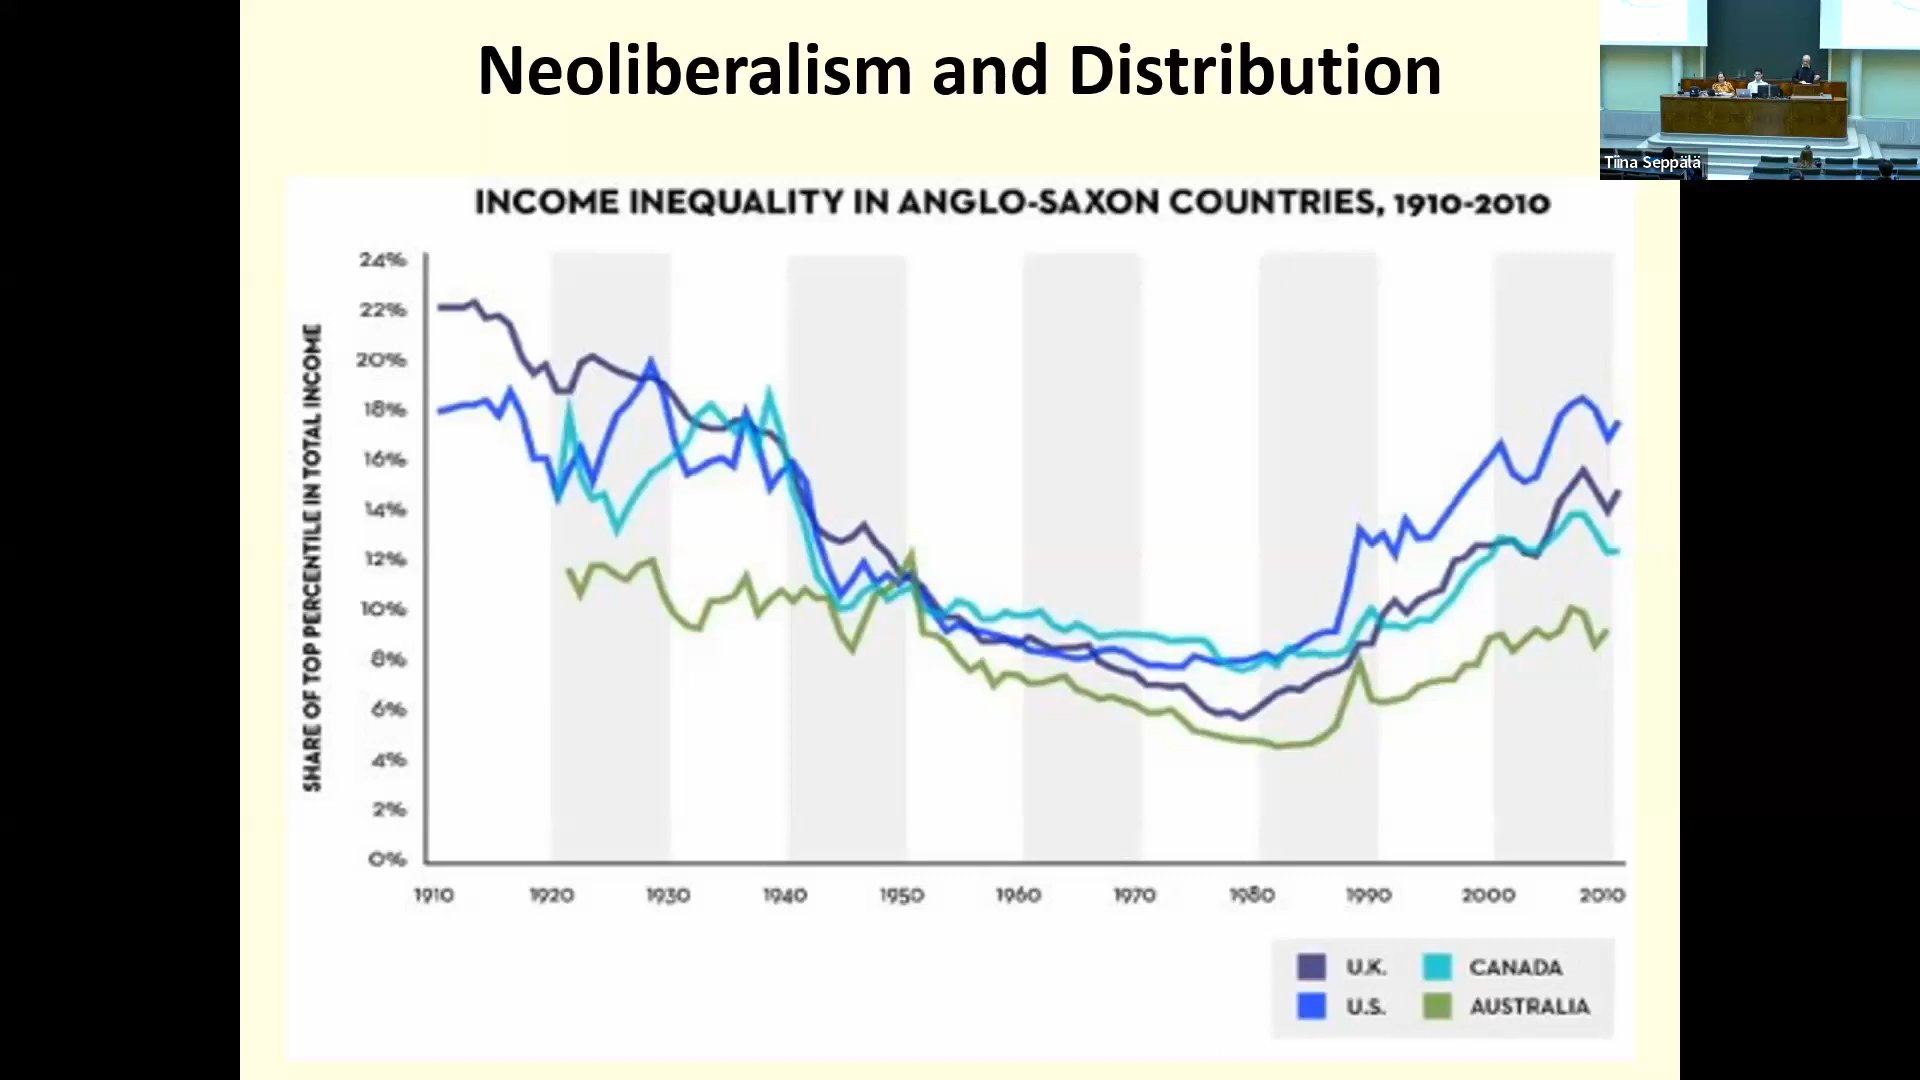 Neoliberalism and Distribution
Tiina Seppälä
INCOME INEQUALITY IN ANGLO-SAXON COUNTRIES, 1910-2010
SHARE OF TOP PERCENTILE IN TOTAL INCOME
24%
22%
20%
18%
16%
14%
12%
10%
8%
6%
4%
2%
0%
1910 1920 1930 1940 1950 1960 1970 1980 1990 2000 2010
U.K. CANADA
U.S. AUSTRALIA